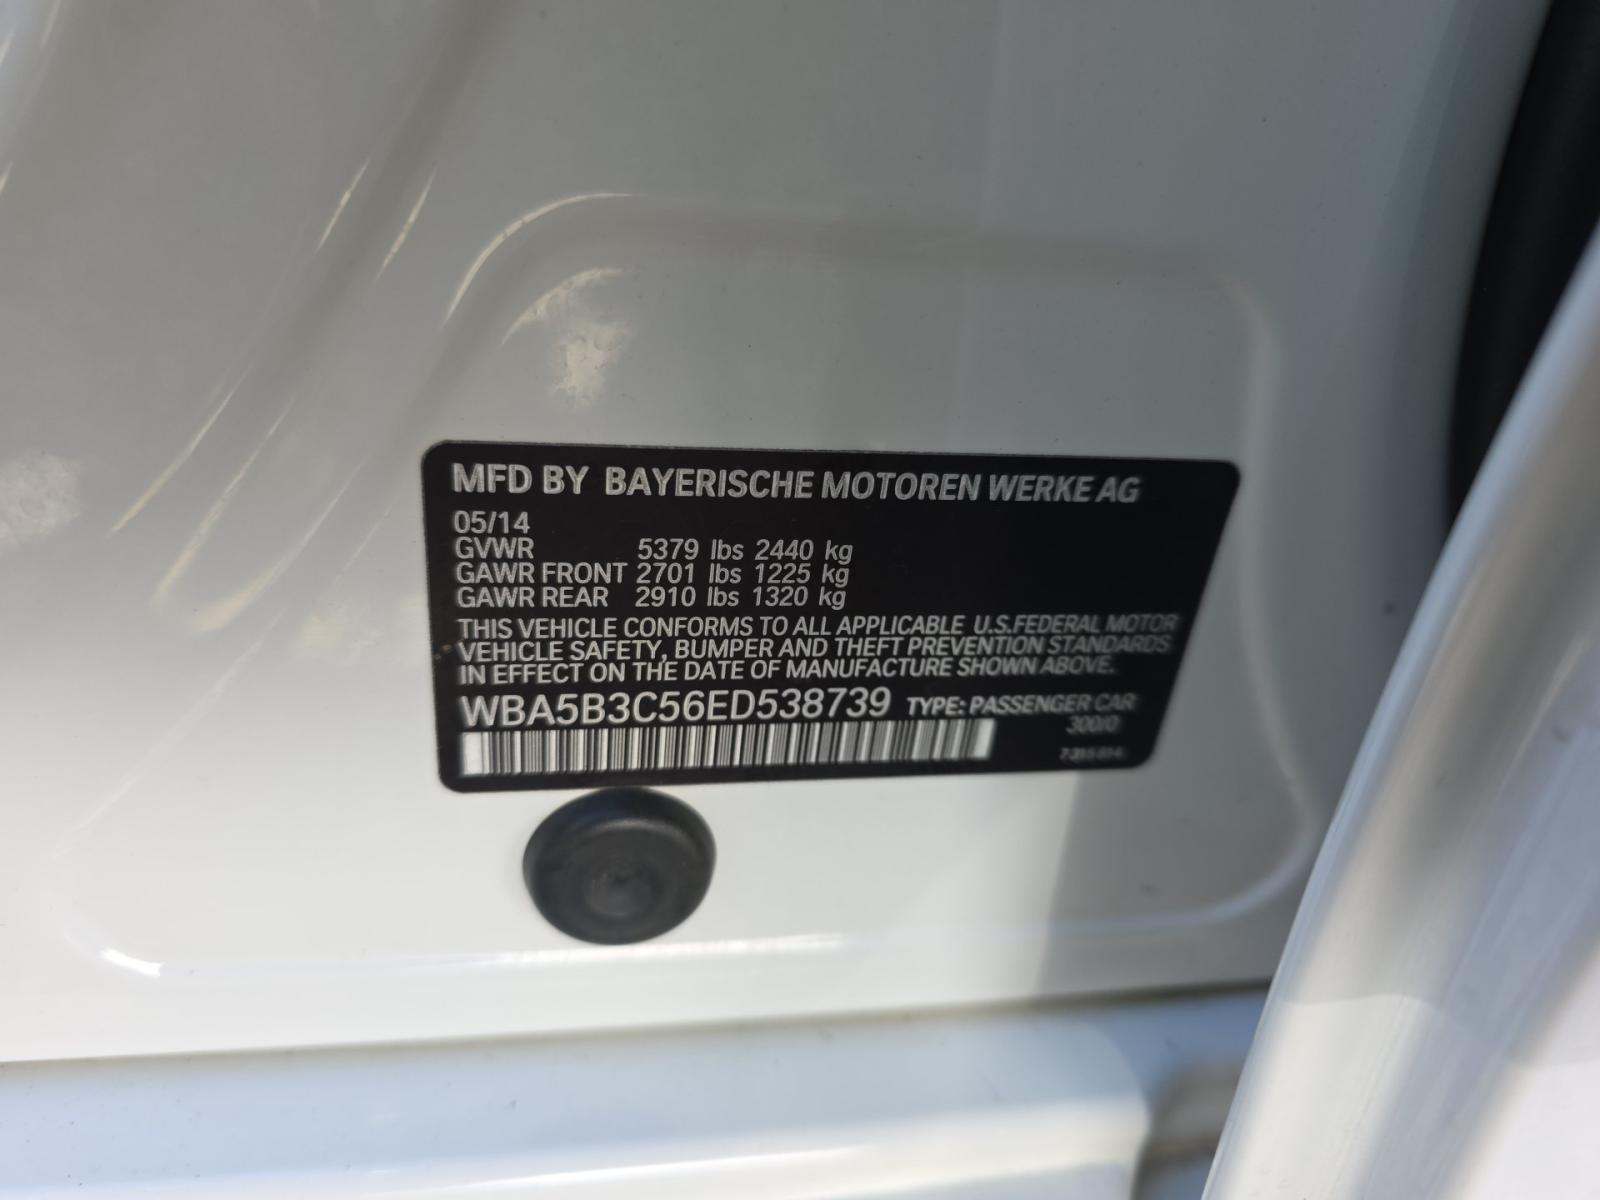 MFD BY BAYERISCHE MOTOREN WERKE AG
05/14
GVWR 5379 lbs 2440 kg
GAWR FRONT 2701 lbs 1225 kg
GAWR REAR 2910 lbs 1320 kg
THIS VEHICLE CONFORMS TO ALL APPLICABLE U.S.FEDERAL MOTOR
VEHICLE SAFETY, BUMPER AND THEFT PREVENTION STANDARDS
IN EFFECT ON THE DATE OF MANUFACTURE SHOWN ABOVE.
WBA5B3C56ED538739 TYPE: PASSENGER CAR
300/0